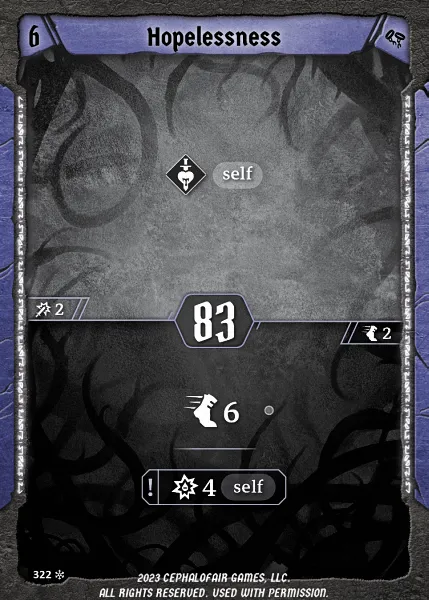 6 Hopelessness
self
2
83
2
6
! 4 self
322
2023 CEPHALOFAIR GAMES, LLC.
ALL RIGHTS RESERVED. USED WITH PERMISSION.